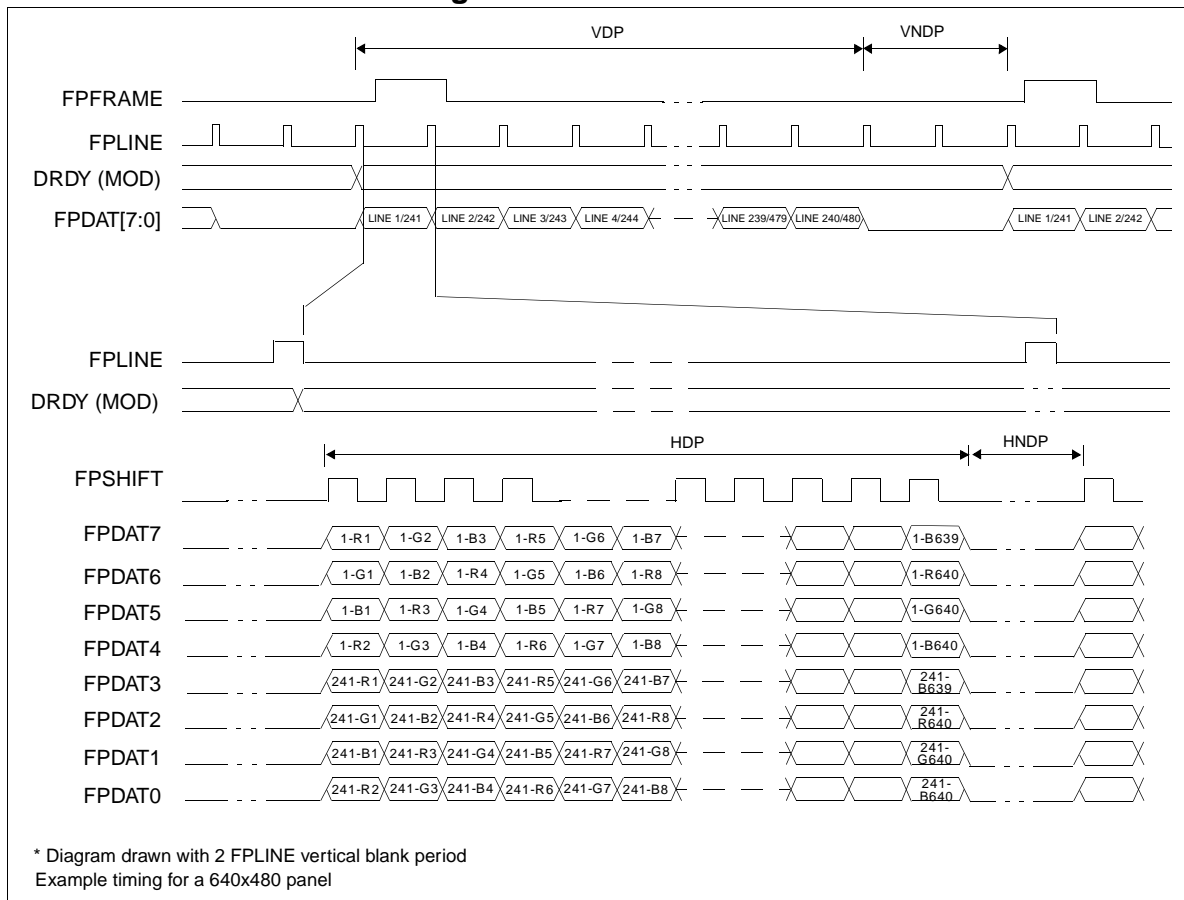 VDP VNDP
FPFRAME
FPLINE
DRDY (MOD)
FPDAT[7:0] LINE 1/241 LINE 2/242 LINE 3/243 LINE 4/244 LINE 239/479 LINE 240/480 LINE 1/241 LINE 2/242
FPLINE
DRDY (MOD)
HDP HNDP
FPSHIFT
FPDAT7 1-R1 1-G2 1-B3 1-R5 1-G6 1-B7 1-B639
FPDAT6 1-G1 1-B2 1-R4 1-G5 1-B6 1-R8 1-R640
FPDAT5 1-B1 1-R3 1-G4 1-B5 1-R7 1-G8 1-G640
FPDAT4 1-R2 1-G3 1-B4 1-R6 1-G7 1-B8 1-B640
FPDAT3 241-R1 241-G2 241-B3 241-R5 241-G6 241-B7 241-B639
FPDAT2 241-G1 241-B2 241-R4 241-G5 241-B6 241-R8 241-R640
FPDAT1 241-B1 241-R3 241-G4 241-B5 241-R7 241-G8 241-G640
FPDAT0 241-R2 241-G3 241-B4 241-R6 241-G7 241-B8 241-B640
* Diagram drawn with 2 FPLINE vertical blank period
Example timing for a 640x480 panel